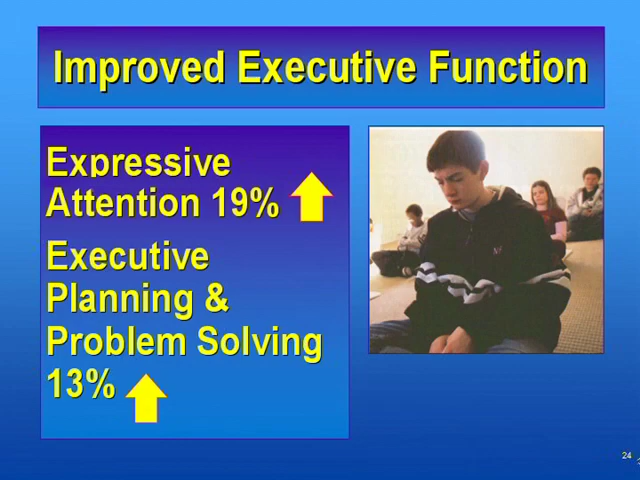 Improved Executive Function
Expressive
Attention 19%
Executive
Planning &
Problem Solving
13%
24